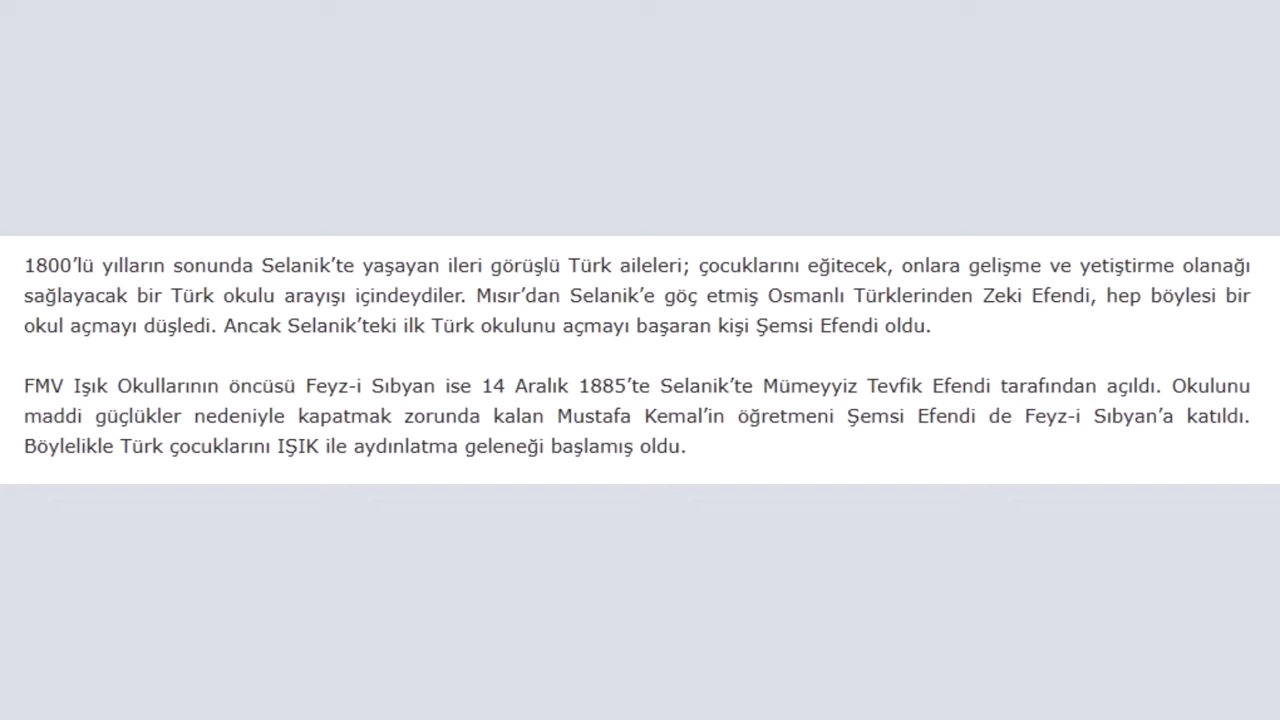 1800’lü yılların sonunda Selanik’te yaşayan ileri görüşlü Türk aileleri; çocuklarını eğitecek, onlara gelişme ve yetiştirme olanağı
sağlayacak bir Türk okulu arayışı içindeydiler. Mısır’dan Selanik’e göç etmiş Osmanlı Türklerinden Zeki Efendi, hep böylesi bir
okul açmayı düşledi. Ancak Selanik’teki ilk Türk okulunu açmayı başaran kişi Şemsi Efendi oldu.
FMV Işık Okullarının öncüsü Feyz-i Sıbyan ise 14 Aralık 1885’te Selanik’te Mümeyyiz Tevfik Efendi tarafından açıldı. Okulunu
maddi güçlükler nedeniyle kapatmak zorunda kalan Mustafa Kemal’in öğretmeni Şemsi Efendi de Feyz-i Sıbyan’a katıldı.
Böylelikle Türk çocuklarını IŞIK ile aydınlatma geleneği başlamış oldu.